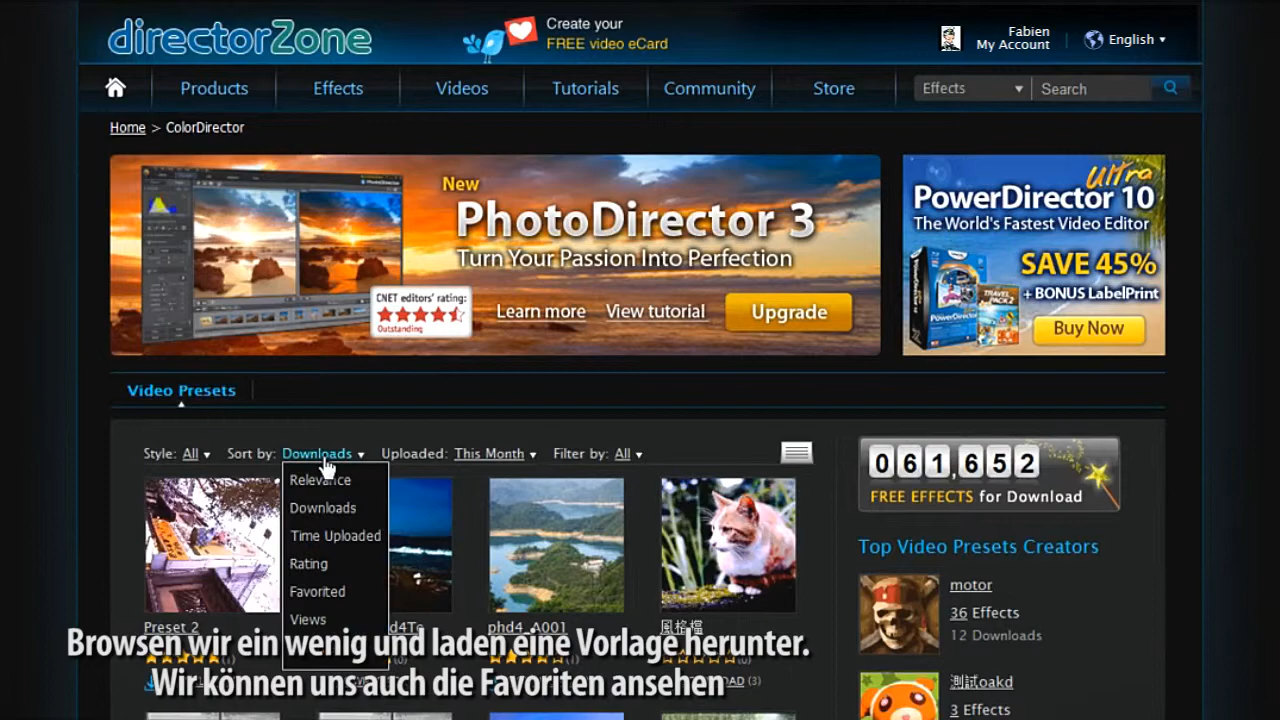 directorZone
Create your
FREE video eCard
Fabien
My Account
English
Products
Effects
Videos
Tutorials
Community
Store
Effects
Search
Home > ColorDirector
New
PhotoDirector 3
Turn Your Passion Into Perfection
CNET editors' rating:
Outstanding
Learn more
View tutorial
Upgrade
Ultra
PowerDirector 10
The World's Fastest Video Editor
SAVE 45%
+ BONUS LabelPrint
Buy Now
Video Presets
Style: All
Sort by: Downloads
Uploaded: This Month
Filter by: All
Relevance
Downloads
Time Uploaded
Rating
Favorited
Views
061,652
FREE EFFECTS for Download
Top Video Presets Creators
motor
36 Effects
12 Downloads
Preset 2
phd4_A001
風格檔
Browsen wir ein wenig und laden eine Vorlage herunter.
Wir können uns auch die Favoriten ansehen
測試oakd
3 Effects